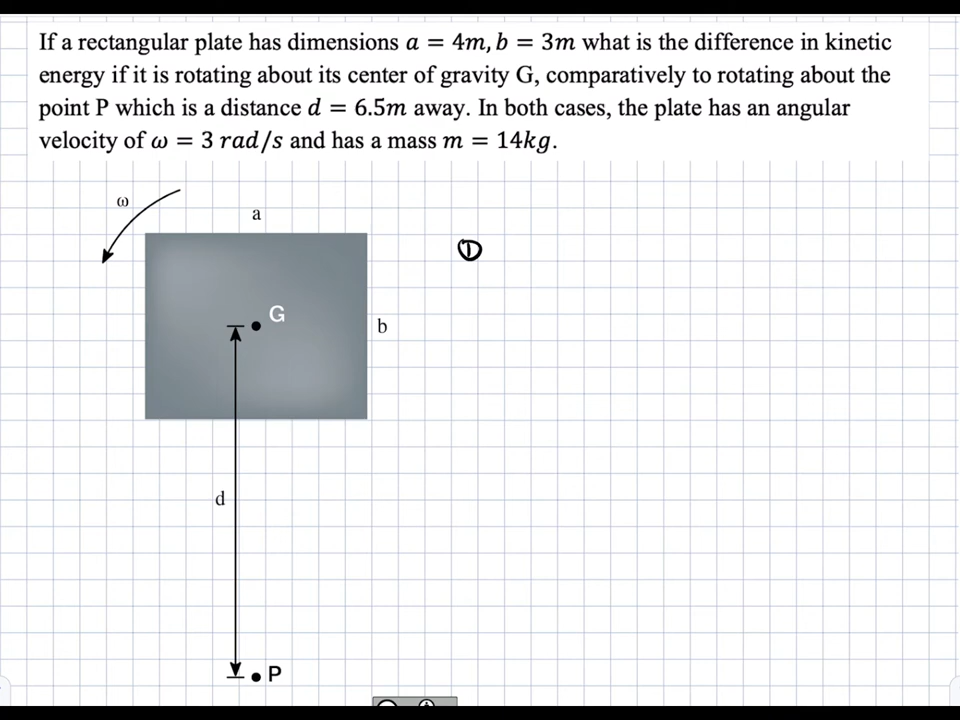 If a rectangular plate has dimensions a = 4m, b = 3m what is the difference in kinetic
energy if it is rotating about its center of gravity G, comparatively to rotating about the
point P which is a distance d = 6.5m away. In both cases, the plate has an angular
velocity of ω = 3 rad/s and has a mass m = 14kg.
ω
a
①
G
b
d
P